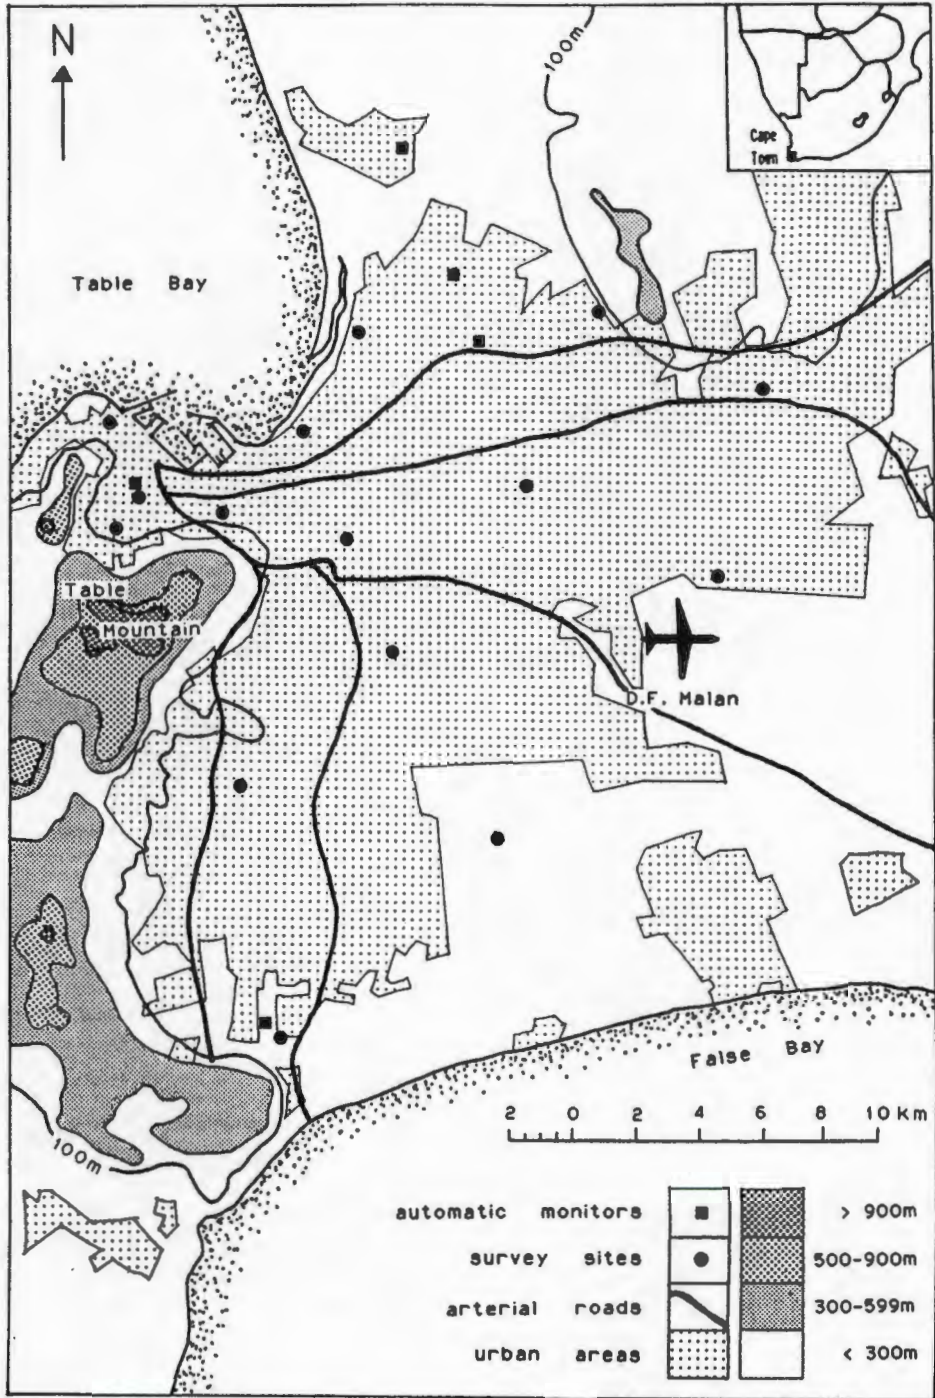 N
100m
Cape
Town
Table Bay
Table
Mountain
D.F. Malan
False Bay
100m
2 0 2 4 6 8 10 km
automatic monitors
> 900m
survey sites
500-900m
arterial roads
300-599m
urban areas
< 300m